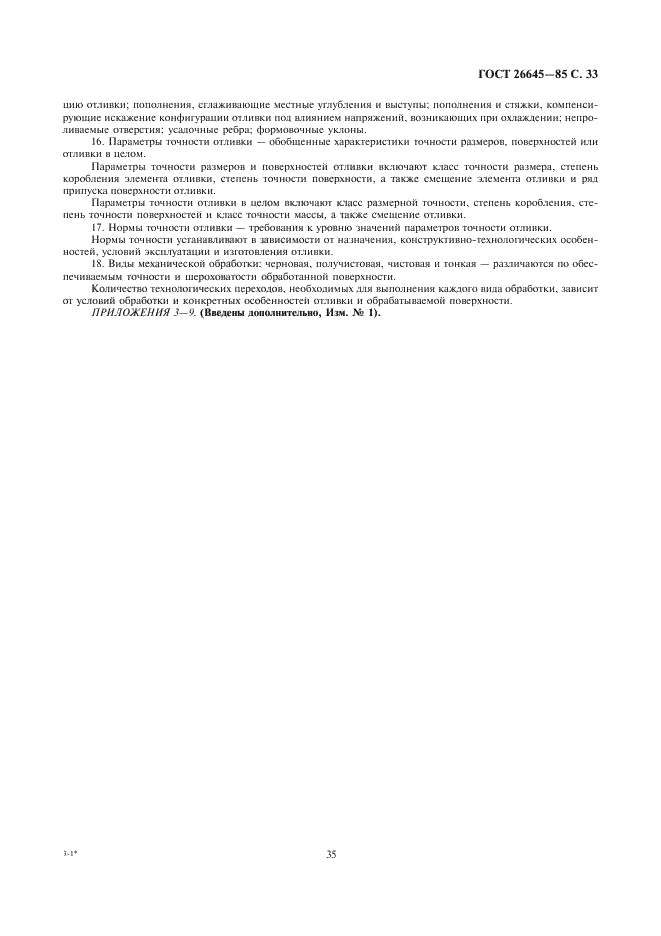 ГОСТ 26645—85 С. 33
цию отливки; пополнения, сглаживающие местные углубления и выступы; пополнения и стяжки, компенси-
рующие искажение конфигурации отливки под влиянием напряжений, возникающих при охлаждении; непро-
ливаемые отверстия; усадочные ребра; формовочные уклоны.
16. Параметры точности отливки — обобщенные характеристики точности размеров, поверхностей или
отливки в целом.
Параметры точности размеров и поверхностей отливки включают класс точности размера, степень
коробления элемента отливки, степень точности поверхности, а также смещение элемента отливки и ряд
припуска поверхности отливки.
Параметры точности отливки в целом включают класс размерной точности, степень коробления, сте-
пень точности поверхностей и класс точности массы, а также смещение отливки.
17. Нормы точности отливки — требования к уровню значений параметров точности отливки.
Нормы точности устанавливают в зависимости от назначения, конструктивно-технологических особен-
ностей, условий эксплуатации и изготовления отливки.
18. Виды механической обработки: черновая, получистовая, чистовая и тонкая — различаются по обес-
печиваемым точности и шероховатости обработанной поверхности.
Количество технологических переходов, необходимых для выполнения каждого вида обработки, зависит
от условий обработки и конкретных особенностей отливки и обрабатываемой поверхности.
ПРИЛОЖЕНИЯ 3—9. (Введены дополнительно, Изм. № 1).
3-1*
35